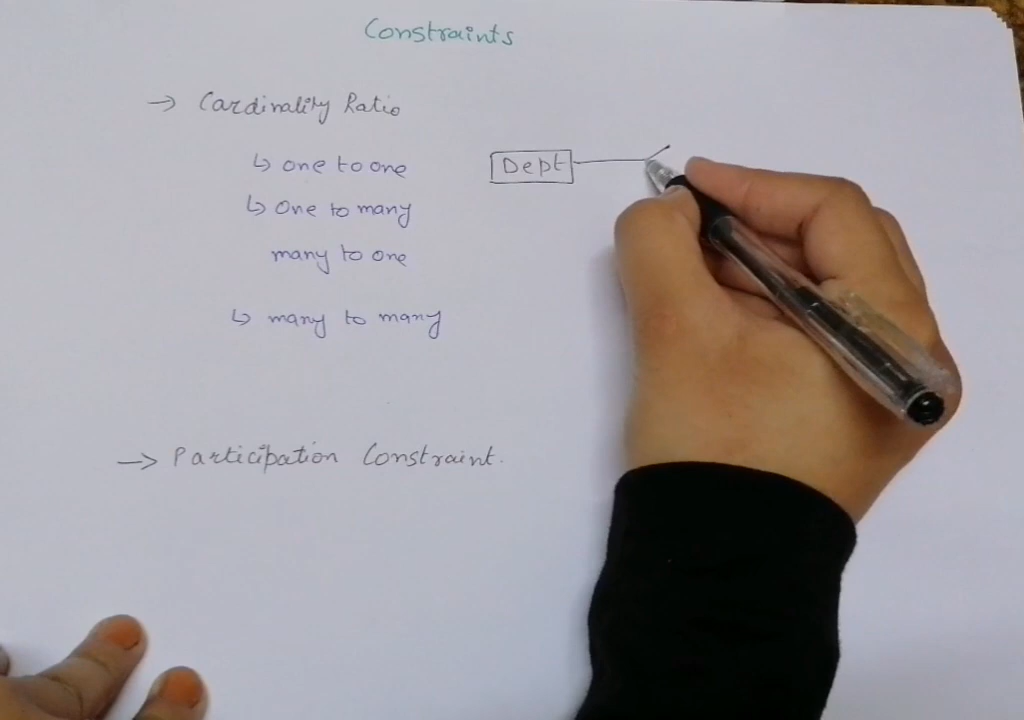 Constraints
→ Cardinality Ratio
↳ one to one
Dept
↳ One to many
many to one
↳ many to many
→ Participation Constraint.